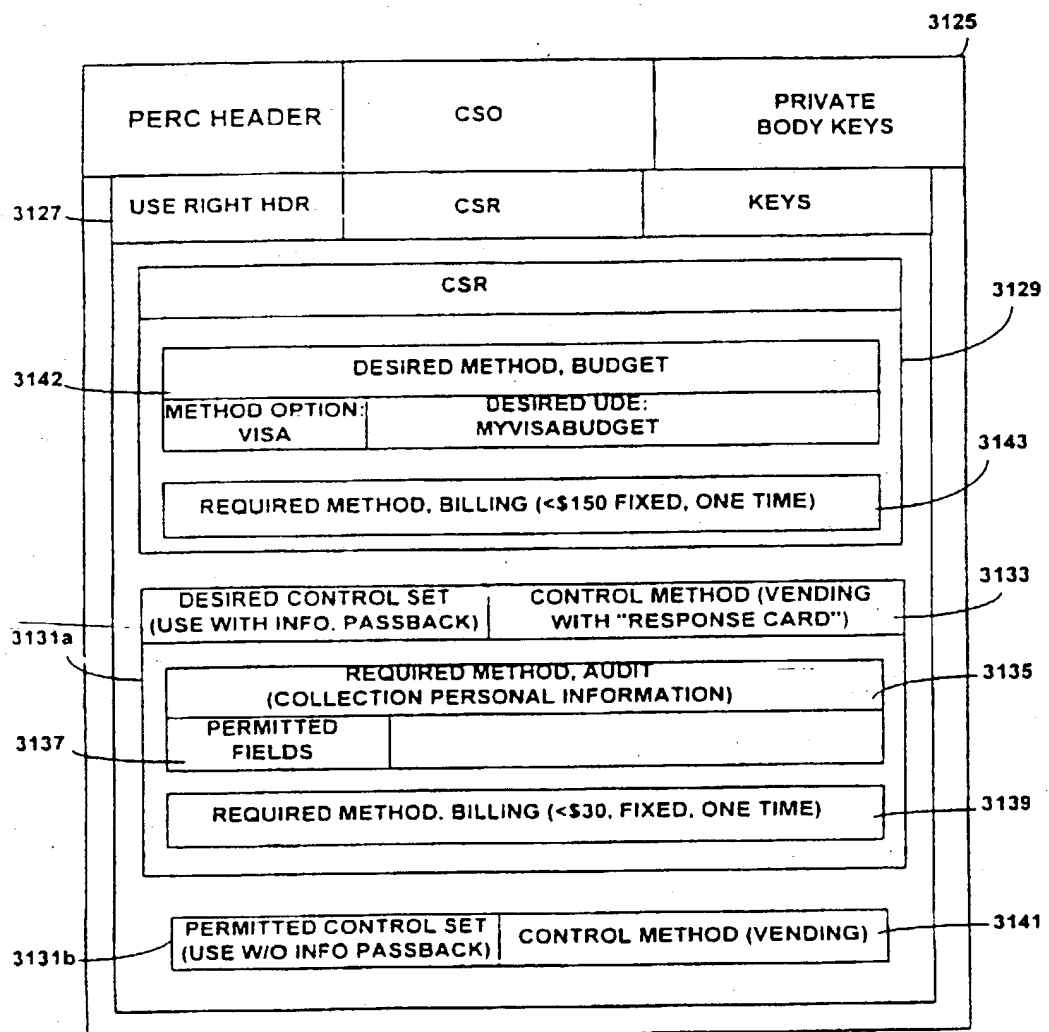 3125
PERC HEADER
CSO
PRIVATE
BODY KEYS
3127
USE RIGHT HDR
CSR
KEYS
CSR
3129
3142
DESIRED METHOD, BUDGET
METHOD OPTION:
VISA
DESIRED UDE:
MYVISABUDGET
3143
REQUIRED METHOD, BILLING (<$150 FIXED, ONE TIME)
3133
DESIRED CONTROL SET
(USE WITH INFO. PASSBACK)
CONTROL METHOD (VENDING
WITH "RESPONSE CARD")
3131a
REQUIRED METHOD, AUDIT
(COLLECTION PERSONAL INFORMATION)
3135
3137
PERMITTED
FIELDS
REQUIRED METHOD. BILLING (<$30, FIXED, ONE TIME)
3139
PERMITTED CONTROL SET
(USE W/O INFO PASSBACK)
CONTROL METHOD (VENDING)
3141
3131b